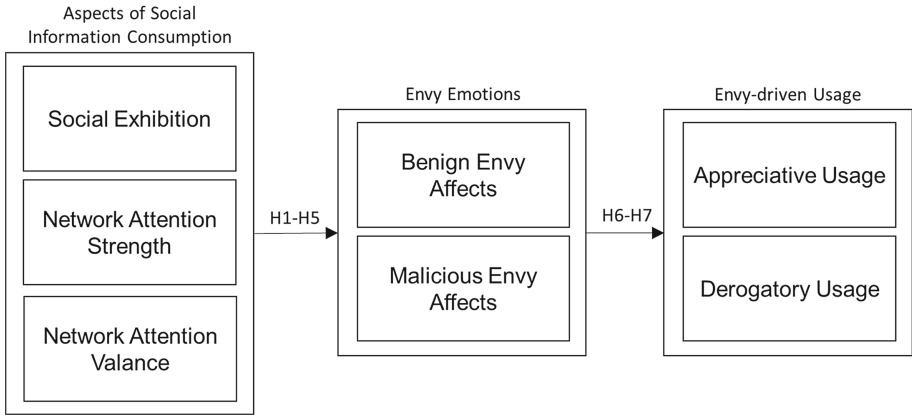 Aspects of Social
Information Consumption
Social Exhibition
Network Attention
Strength
Network Attention
Valance
H1-H5
Envy Emotions
Benign Envy
Affects
Malicious Envy
Affects
H6-H7
Envy-driven Usage
Appreciative Usage
Derogatory Usage